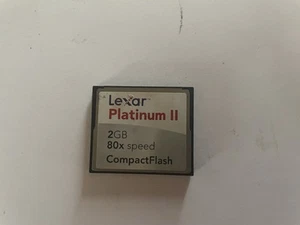 Lexar
Platinum II
2GB
80x speed
CompactFlash